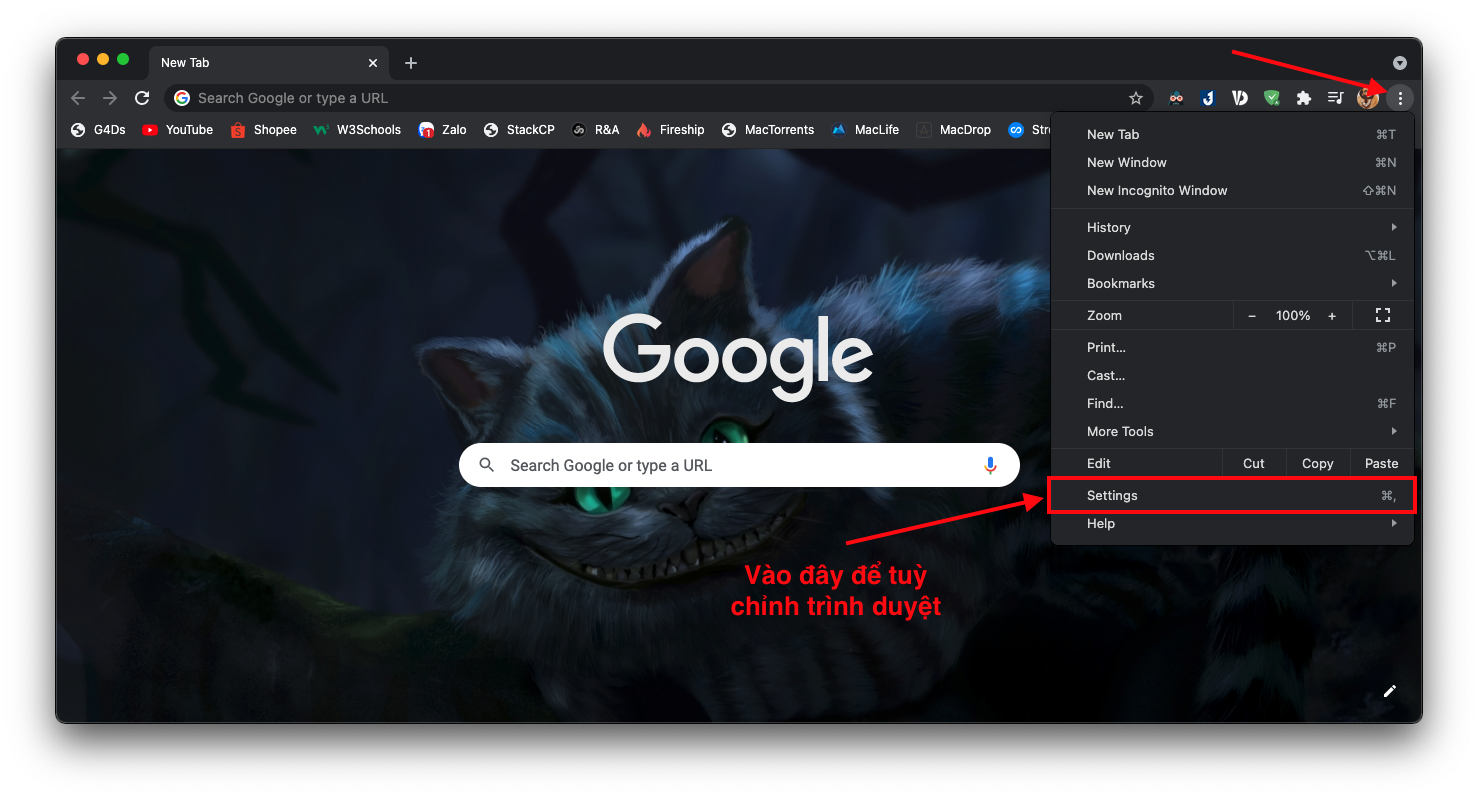 New Tab
Search Google or type a URL
G4Ds YouTube Shopee W3Schools Zalo StackCP R&A Fireship MacTorrents MacLife MacDrop
New Tab ⌘T
New Window ⌘N
New Incognito Window ⇧⌘N
History
Downloads ⌥⌘L
Bookmarks
Zoom − 100% +
Print... ⌘P
Cast...
Find... ⌘F
More Tools
Edit Cut Copy Paste
Settings ⌘,
Help
Google
Search Google or type a URL
Vào đây để tuỳ
chỉnh trình duyệt